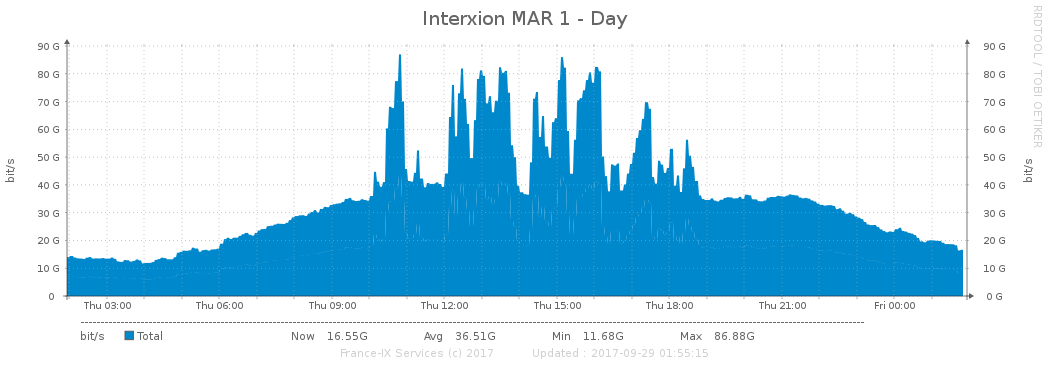 Interxion MAR 1 - Day
RRDTOOL / TOBI OETIKER
bit/s
90 G 90 G
80 G 80 G
70 G 70 G
60 G 60 G
50 G 50 G
40 G 40 G
30 G 30 G
20 G 20 G
10 G 10 G
0 0 G
bit/s
Thu 03:00 Thu 06:00 Thu 09:00 Thu 12:00 Thu 15:00 Thu 18:00 Thu 21:00 Fri 00:00
bit/s Total Now 16.55G Avg 36.51G Min 11.68G Max 86.88G
France-IX Services (c) 2017 Updated : 2017-09-29 01:55:15